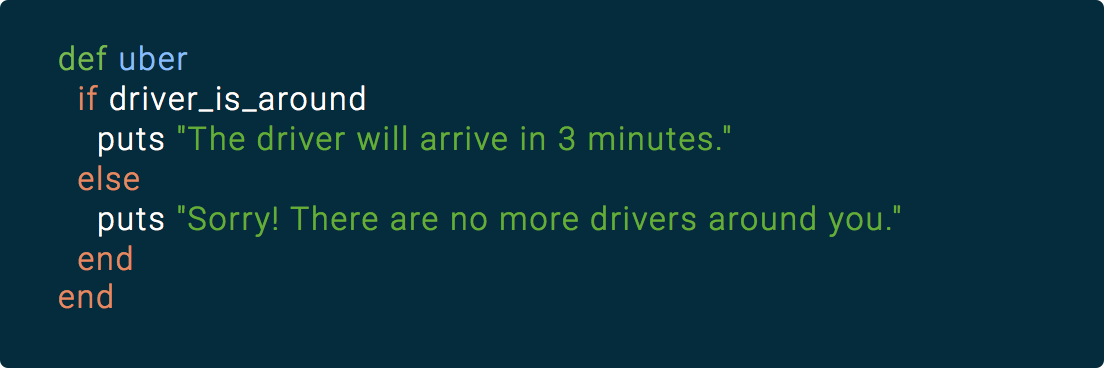 def uber
if driver_is_around
puts "The driver will arrive in 3 minutes."
else
puts "Sorry! There are no more drivers around you."
end
end